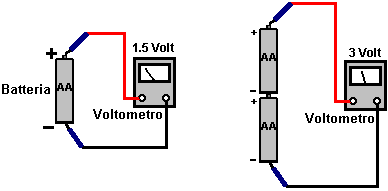 +
1.5 Volt
Batteria
AA
Voltometro
−
+
3 Volt
AA
−
+
AA
Voltometro
−